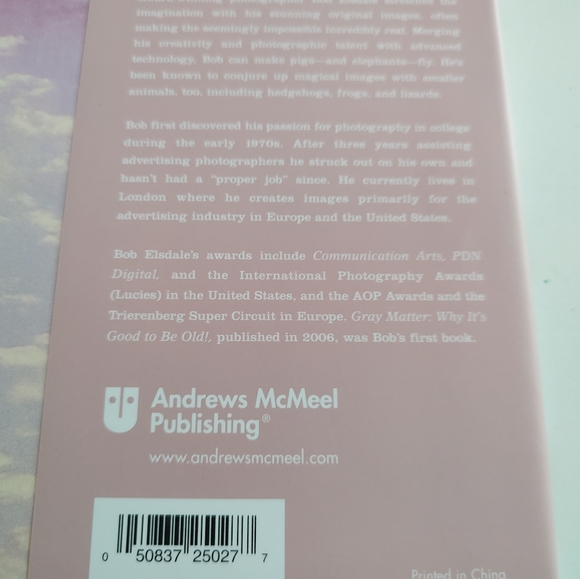 award-winning photographer Bob Elsdale stretches the
imagination with his stunning original images, often
making the seemingly impossible incredibly real. Merging
his creativity and photographic talent with advanced
technology, Bob can make pigs—and elephants—fly. He's
been known to conjure up magical images with smaller
animals, too, including hedgehogs, frogs, and lizards.
Bob first discovered his passion for photography in college
during the early 1970s. After three years assisting
advertising photographers he struck out on his own and
hasn't had a "proper job" since. He currently lives in
London where he creates images primarily for the
advertising industry in Europe and the United States.
Bob Elsdale's awards include Communication Arts, PDN
Digital, and the International Photography Awards
(Lucies) in the United States, and the AOP Awards and the
Trierenberg Super Circuit in Europe. Gray Matter: Why It's
Good to Be Old!, published in 2006, was Bob's first book.
Andrews McMeel
Publishing®
www.andrewsmcmeel.com
0 50837 25027 7
Printed in China